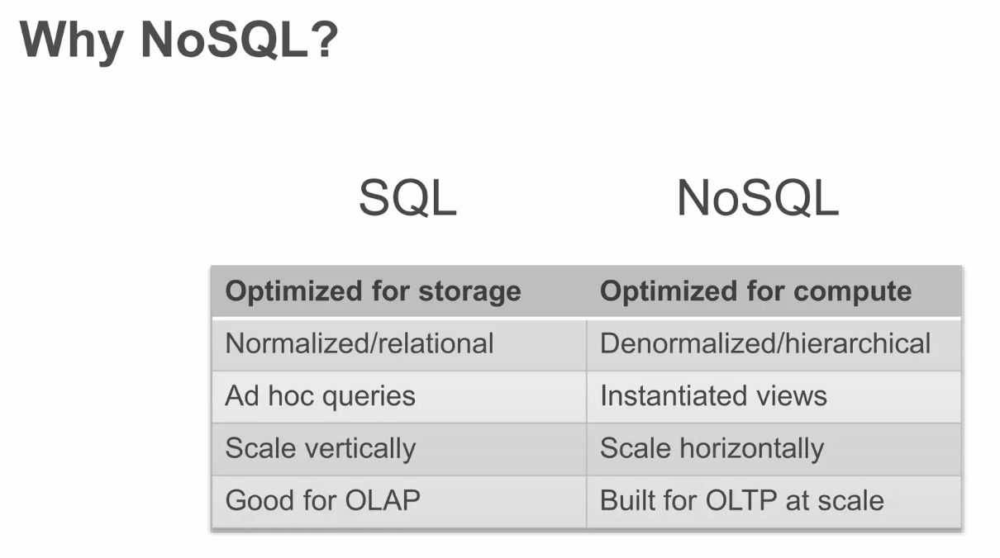 Why NoSQL?
SQL NoSQL
Optimized for storage Optimized for compute
Normalized/relational Denormalized/hierarchical
Ad hoc queries Instantiated views
Scale vertically Scale horizontally
Good for OLAP Built for OLTP at scale